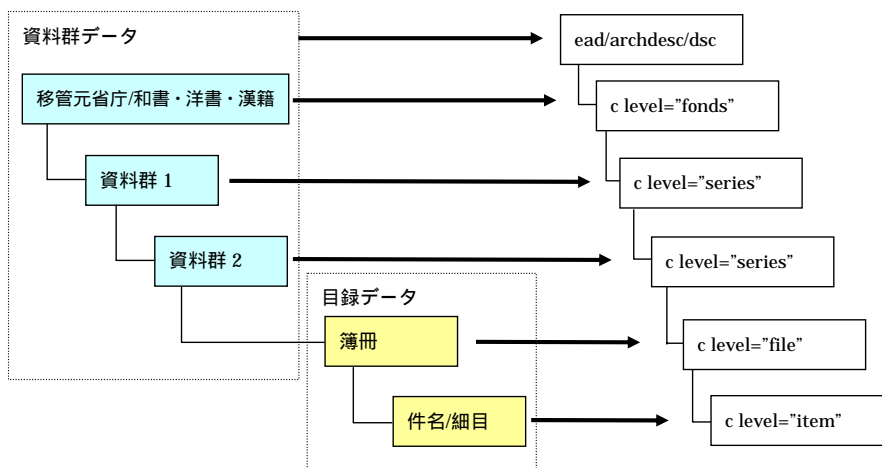 資料群データ
ead/archdesc/dsc
移管元省庁/和書・洋書・漢籍
c level=”fonds”
資料群 1
c level=”series”
資料群 2
c level=”series”
目録データ
簿冊
c level=”file”
件名/細目
c level=”item”